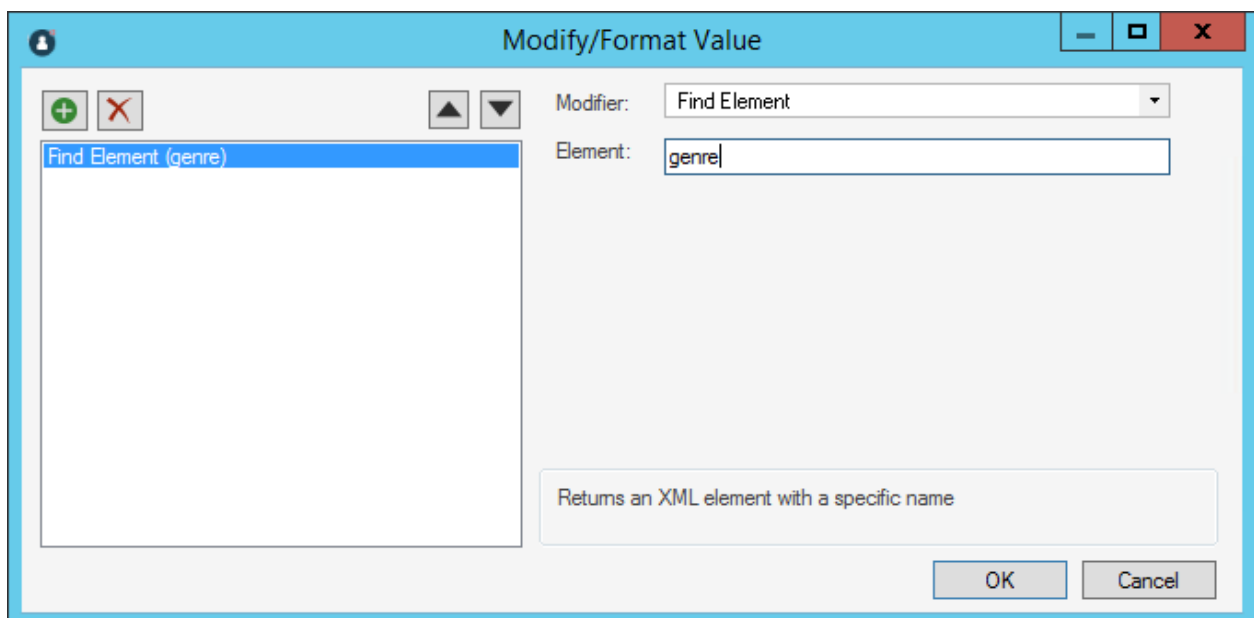 Modify/Format Value
Modifier: Find Element
Find Element (genre)
Element: genre
Returns an XML element with a specific name
OK Cancel